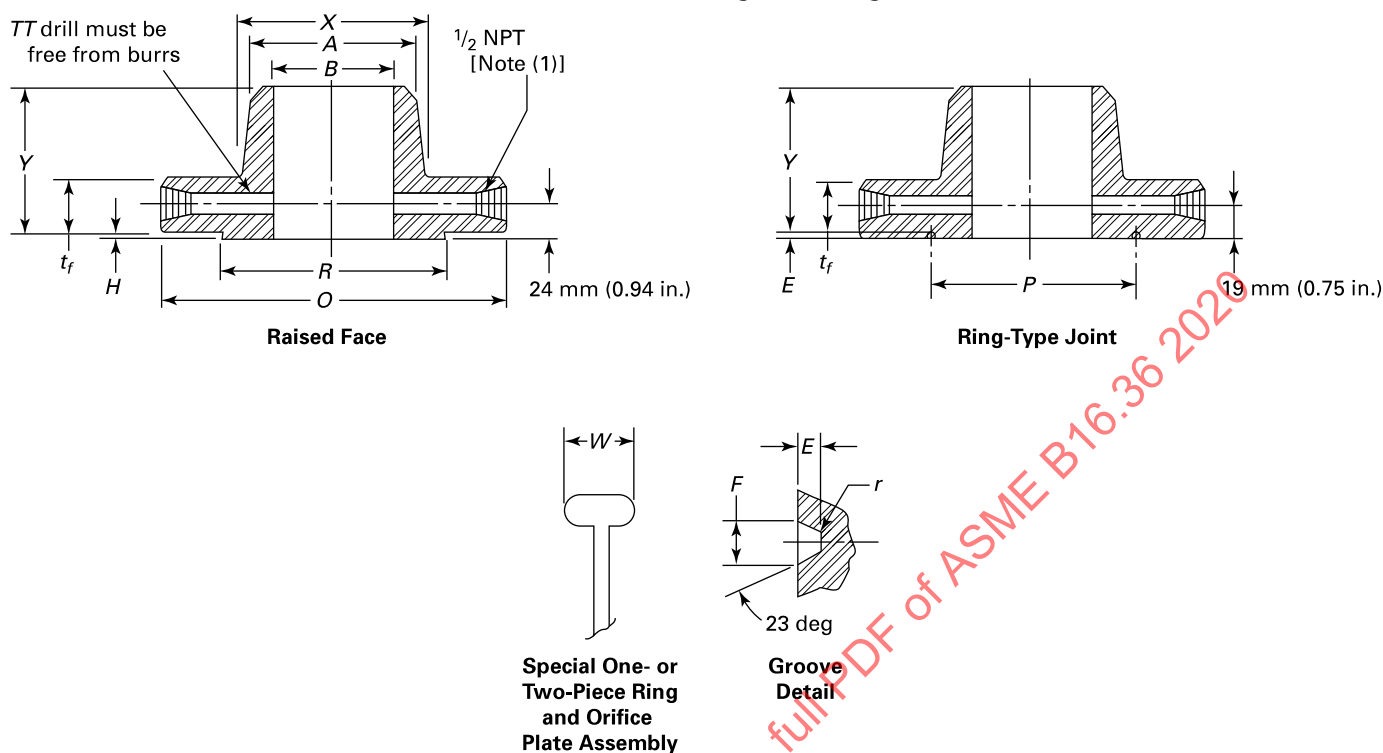 TT drill must be
free from burrs
X
A
B
1/2 NPT
[Note (1)]
Y
tf
H
R
O
24 mm (0.94 in.)
Raised Face
Y
E
tf
P
19 mm (0.75 in.)
Ring-Type Joint
W
Special One- or
Two-Piece Ring
and Orifice
Plate Assembly
E
F
r
23 deg
Groove
Detail
full PDF of ASME B16.36 2020